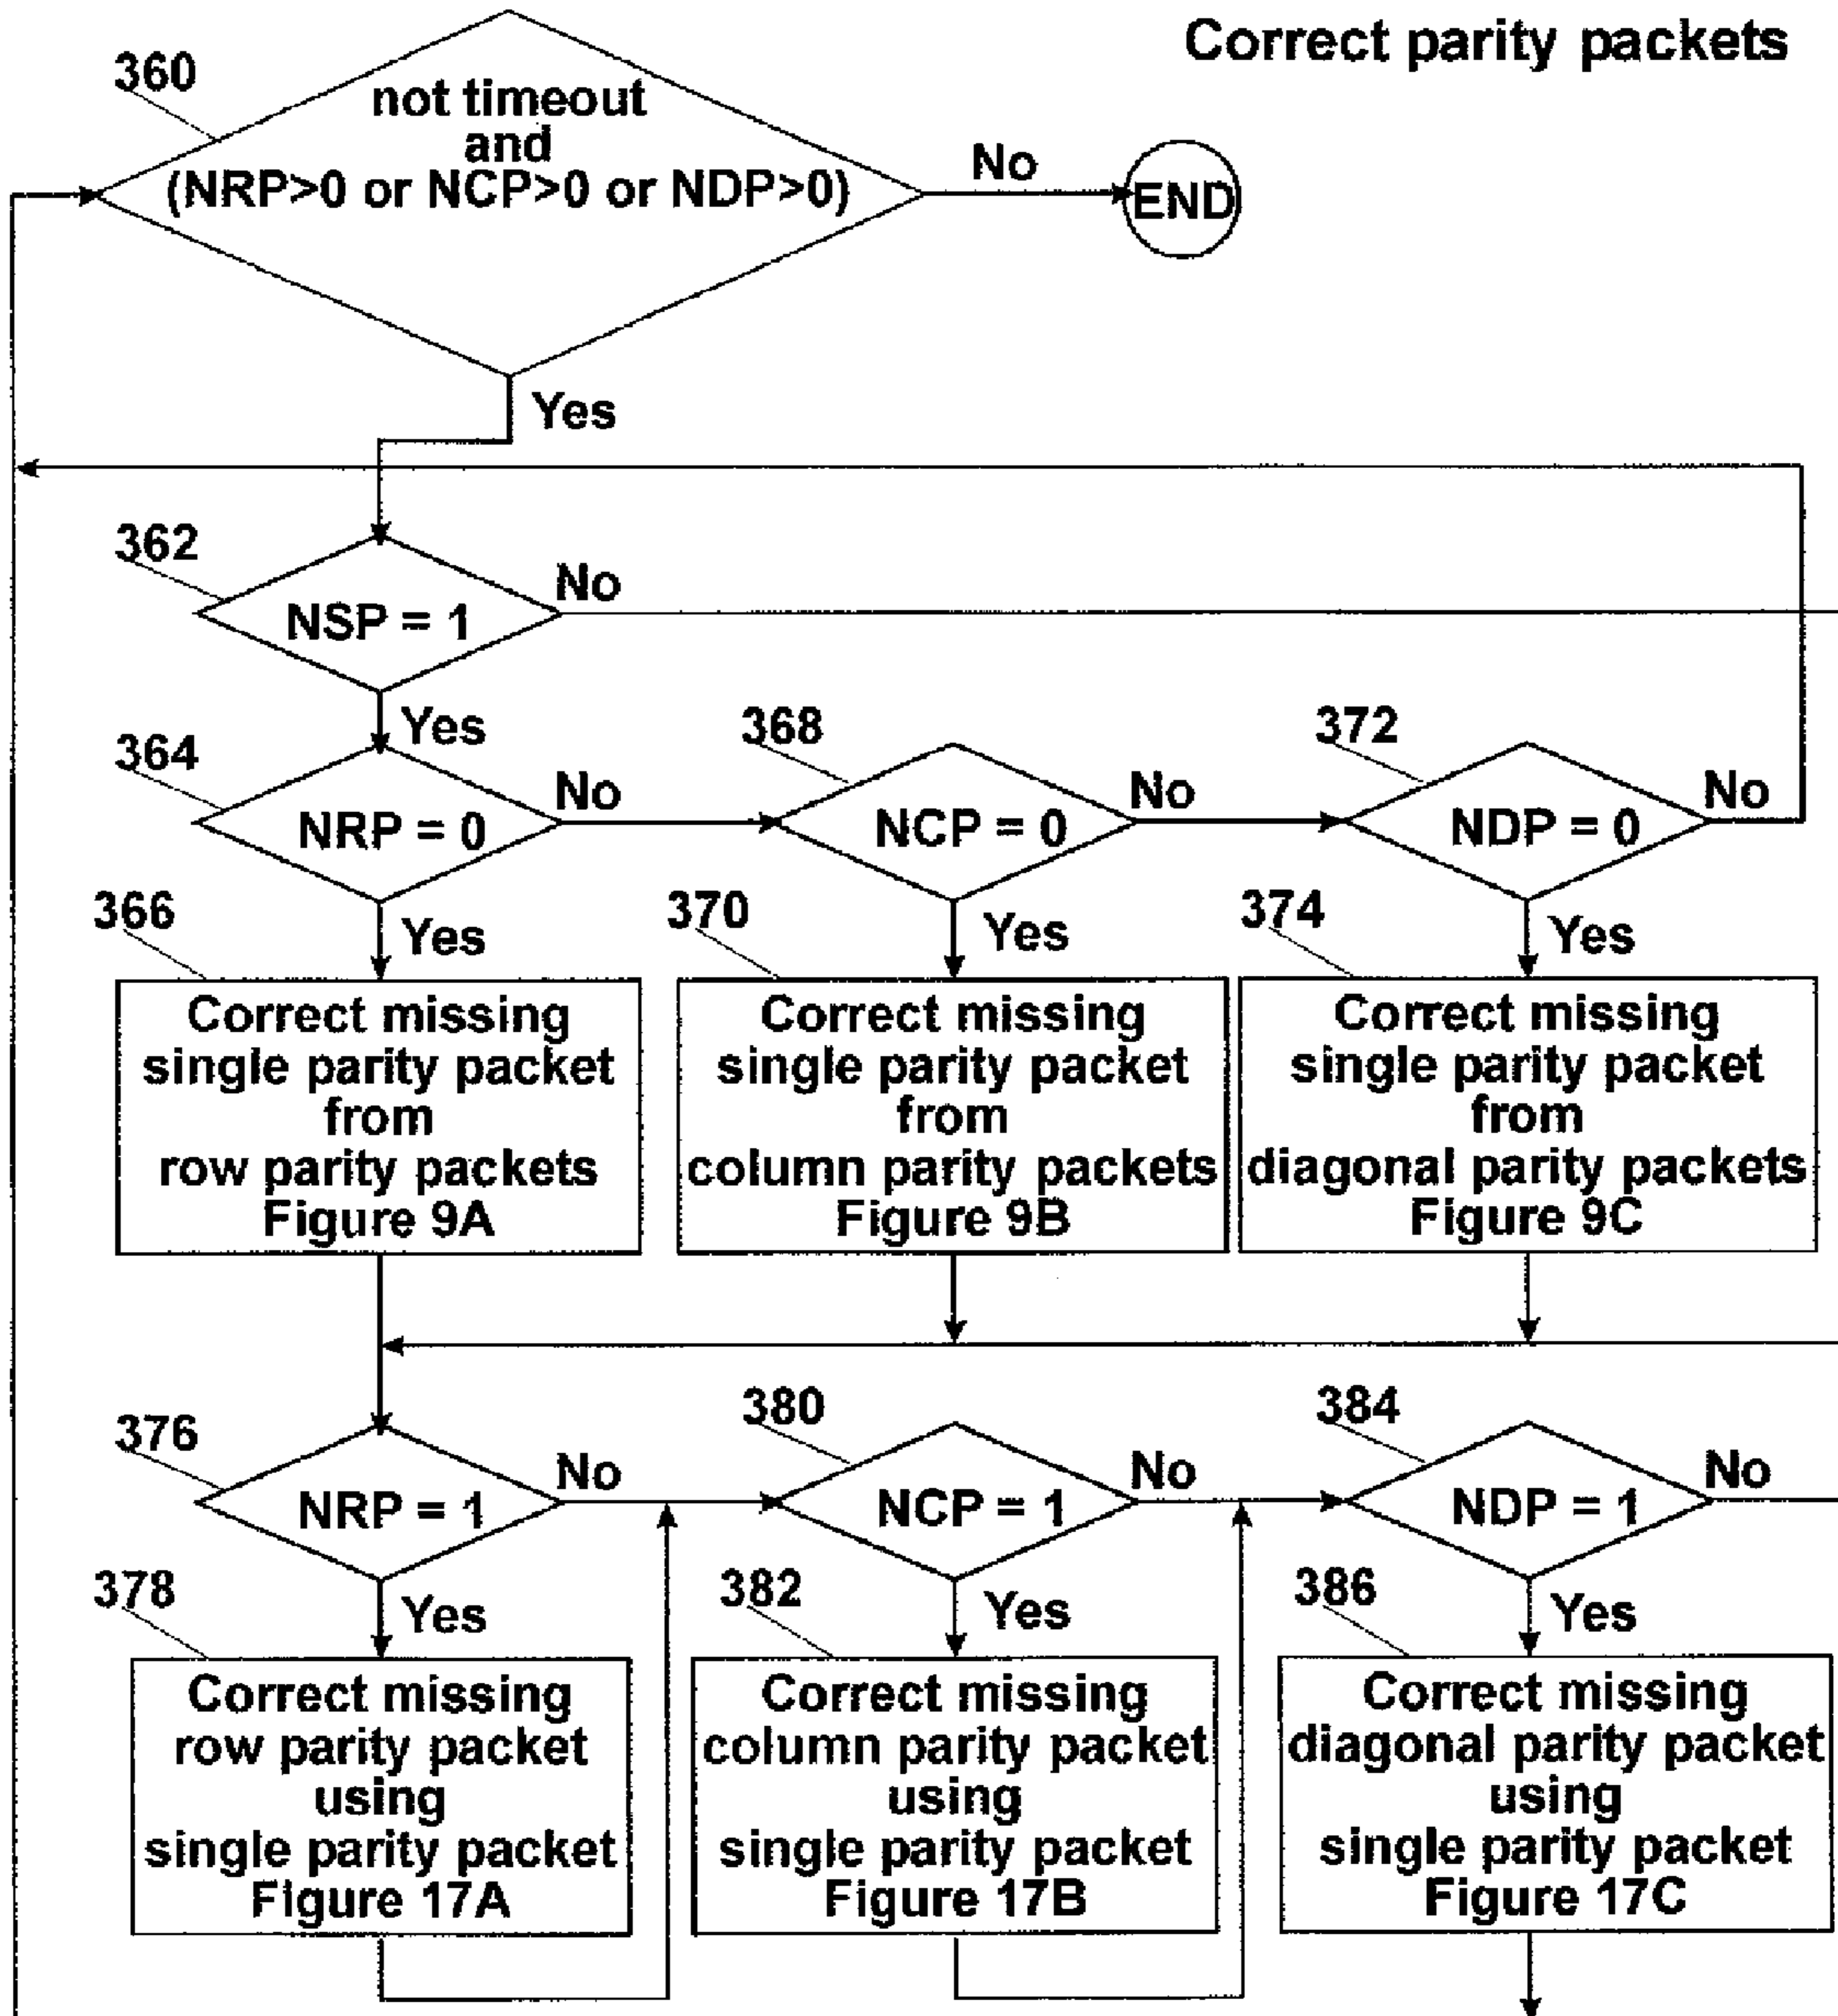 Correct parity packets
360
not timeout
and
(NRP>0 or NCP>0 or NDP>0)
No
END
Yes
362
NSP = 1
No
Yes
364
NRP = 0
No
368
NCP = 0
No
372
NDP = 0
No
366
Yes
Correct missing
single parity packet
from
row parity packets
Figure 9A
370
Yes
Correct missing
single parity packet
from
column parity packets
Figure 9B
374
Yes
Correct missing
single parity packet
from
diagonal parity packets
Figure 9C
376
NRP = 1
No
380
NCP = 1
No
384
NDP = 1
No
378
Yes
Correct missing
row parity packet
using
single parity packet
Figure 17A
382
Yes
Correct missing
column parity packet
using
single parity packet
Figure 17B
386
Yes
Correct missing
diagonal parity packet
using
single parity packet
Figure 17C